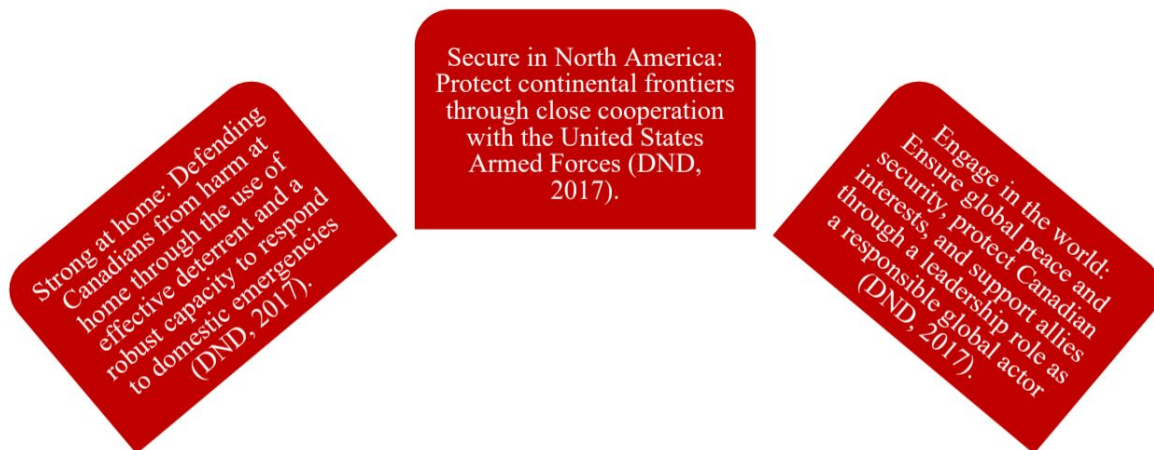 Strong at home: Defending
Canadians from harm at
home through the use of
effective deterrent and a
robust capacity to respond
to domestic emergencies
(DND, 2017).
Secure in North America:
Protect continental frontiers
through close cooperation
with the United States
Armed Forces (DND,
2017).
Engage in the world:
Ensure global peace and
security, protect Canadian
interests, and support allies
through a leadership role as
a responsible global actor
(DND, 2017).